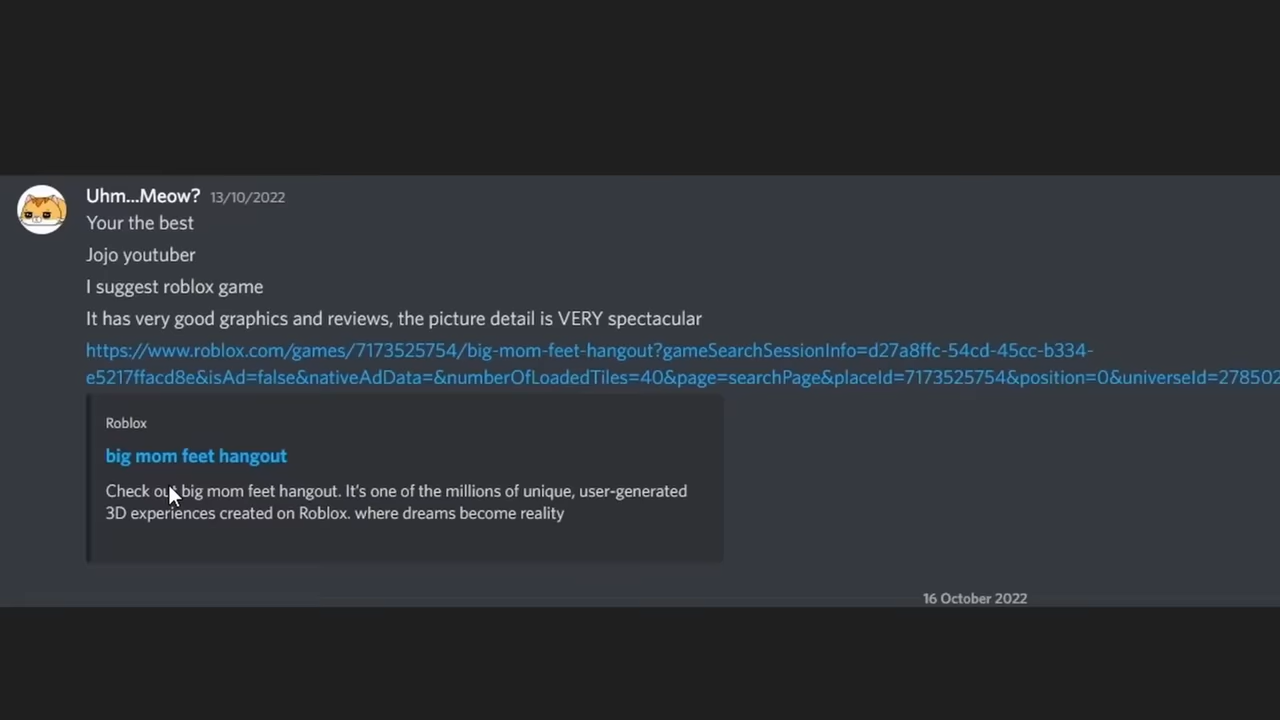 Uhm...Meow? 13/10/2022
Your the best
Jojo youtuber
I suggest roblox game
It has very good graphics and reviews, the picture detail is VERY spectacular
https://www.roblox.com/games/7173525754/big-mom-feet-hangout?gameSearchSessionInfo=d27a8ffc-54cd-45cc-b334-
e5217ffacd8e&isAd=false&nativeAdData=&numberOfLoadedTiles=40&page=searchPage&placeId=7173525754&position=0&universeId=278502
Roblox
big mom feet hangout
Check out big mom feet hangout. It's one of the millions of unique, user-generated
3D experiences created on Roblox. where dreams become reality
16 October 2022